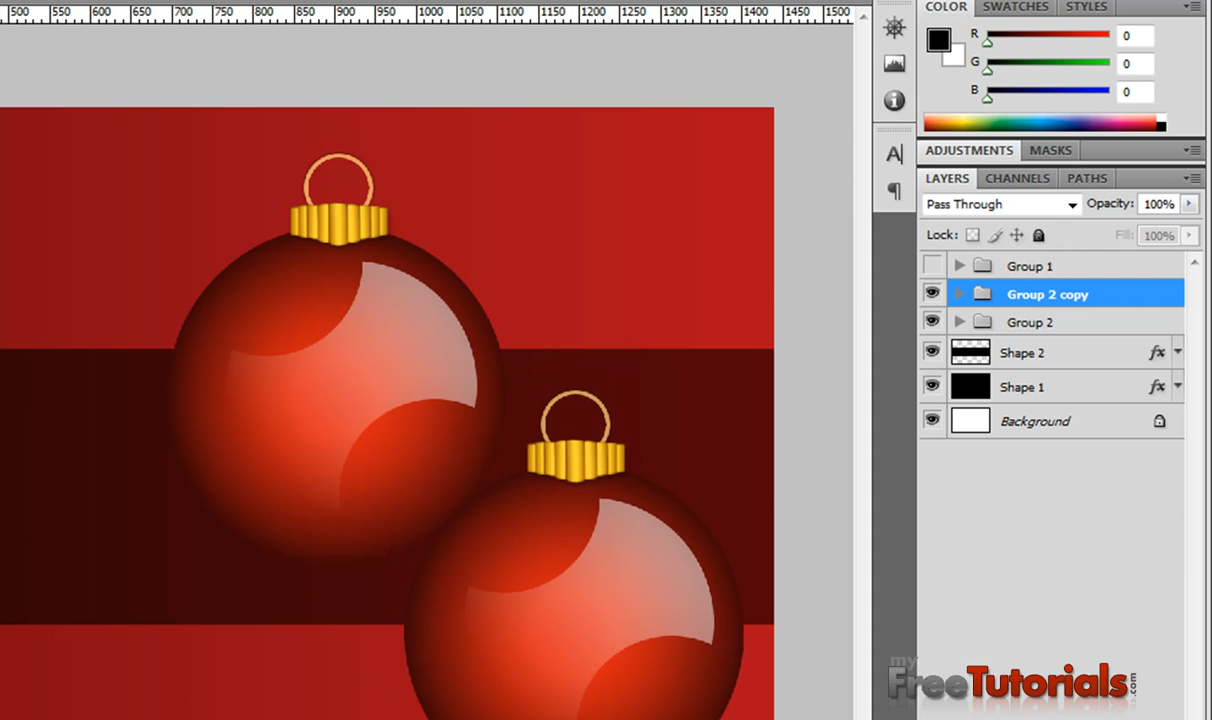 500 550 600 650 700 750 800 850 900 950 1000 1050 1100 1150 1200 1250 1300 1350 1400 1450 1500
COLOR SWATCHES STYLES
R 0
G 0
B 0
ADJUSTMENTS MASKS
A
LAYERS CHANNELS PATHS
Pass Through Opacity: 100%
Lock: Fill: 100%
Group 1
Group 2 copy
Group 2
Shape 2 fx
Shape 1 fx
Background
my
FreeTutorials.com